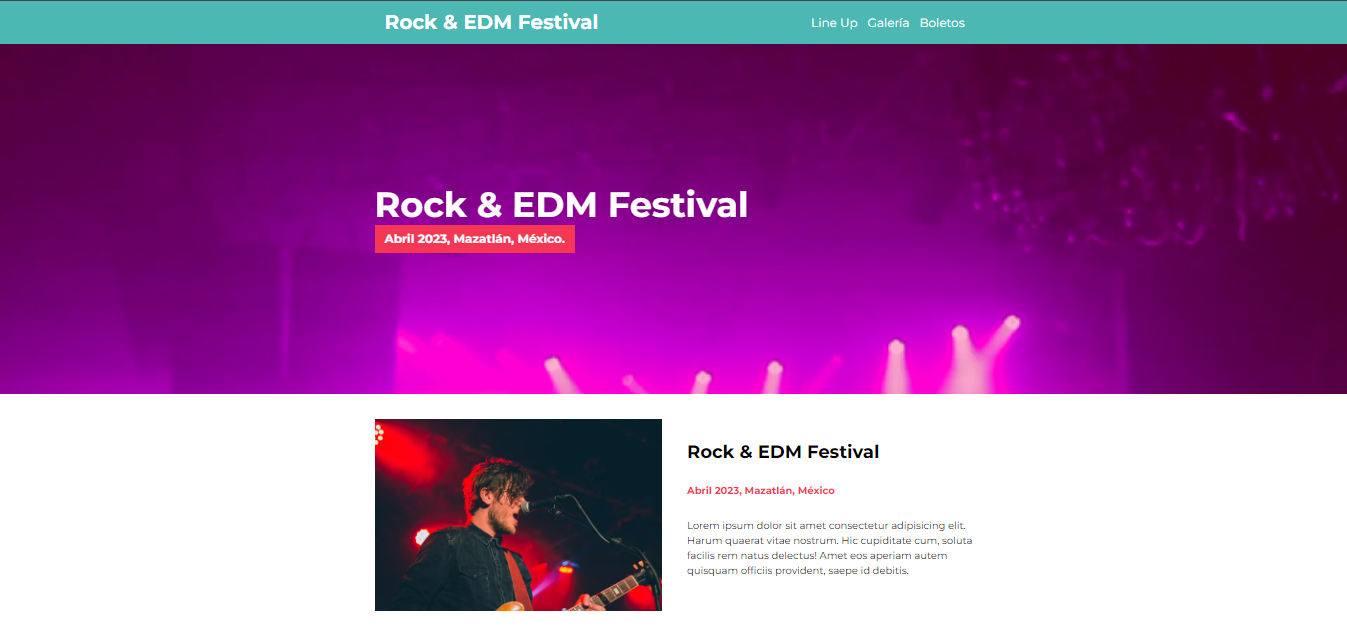 Rock & EDM Festival
Line Up Galería Boletos
Rock & EDM Festival
Abril 2023, Mazatlán, México.
Rock & EDM Festival
Abril 2023, Mazatlán, México
Lorem ipsum dolor sit amet consectetur adipisicing elit.
Harum quaerat vitae nostrum. Hic cupiditate cum, soluta
facilis rem natus delectus! Amet eos aperiam autem
quisquam officiis provident, saepe id debitis.